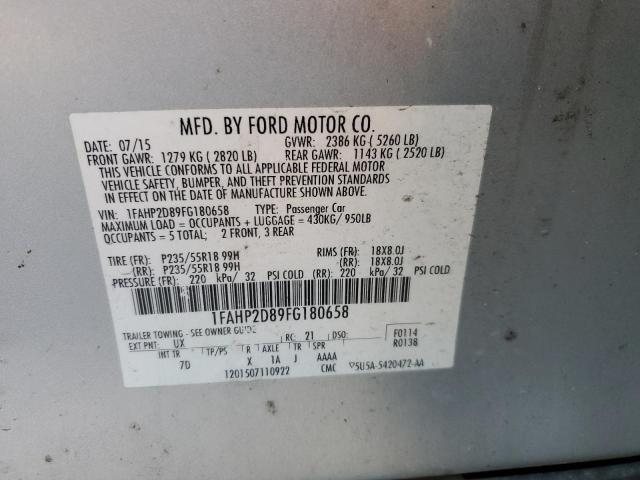 MFD. BY FORD MOTOR CO.
DATE: 07/15 GVWR: 2386 KG ( 5260 LB)
FRONT GAWR: 1279 KG ( 2820 LB) REAR GAWR: 1143 KG ( 2520 LB)
THIS VEHICLE CONFORMS TO ALL APPLICABLE FEDERAL MOTOR
VEHICLE SAFETY, BUMPER, AND THEFT PREVENTION STANDARDS
IN EFFECT ON THE DATE OF MANUFACTURE SHOWN ABOVE.
VIN: 1FAHP2D89FG180658 TYPE: Passenger Car
MAXIMUM LOAD = OCCUPANTS + LUGGAGE = 430KG/ 950LB
OCCUPANTS = 5 TOTAL; 2 FRONT, 3 REAR
TIRE (FR): P235/55R18 99H RIMS (FR): 18X8.0J
(RR): P235/55R18 99H (RR): 18X8.0J
PRESSURE (FR): 220 kPa/ 32 PSI COLD (RR): 220 kPa/ 32 PSI COLD
1FAHP2D89FG180658
TRAILER TOWING - SEE OWNER GUIDE
EXT PNT: UX RC: 21 DSO: F0114
R0138
INT TR TP/PS R AXLE TR SPR
7D X 1A J AAAA
1201507110922 CMC 5U5A-5420472-AA